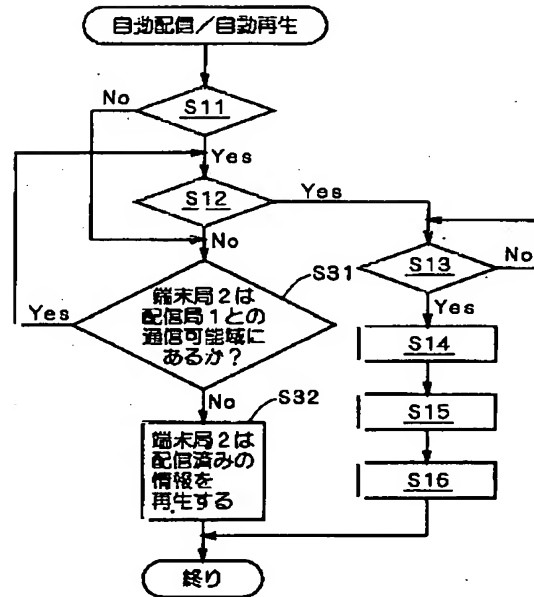 自動配信／自動再生
No
S11
Yes
S12
Yes
No
S13
No
S31
端末局2は
配信局1との
通信可能域に
あるか？
Yes
Yes
S14
No
S32
端末局2は
配信済みの
情報を
再生する
S15
S16
終り